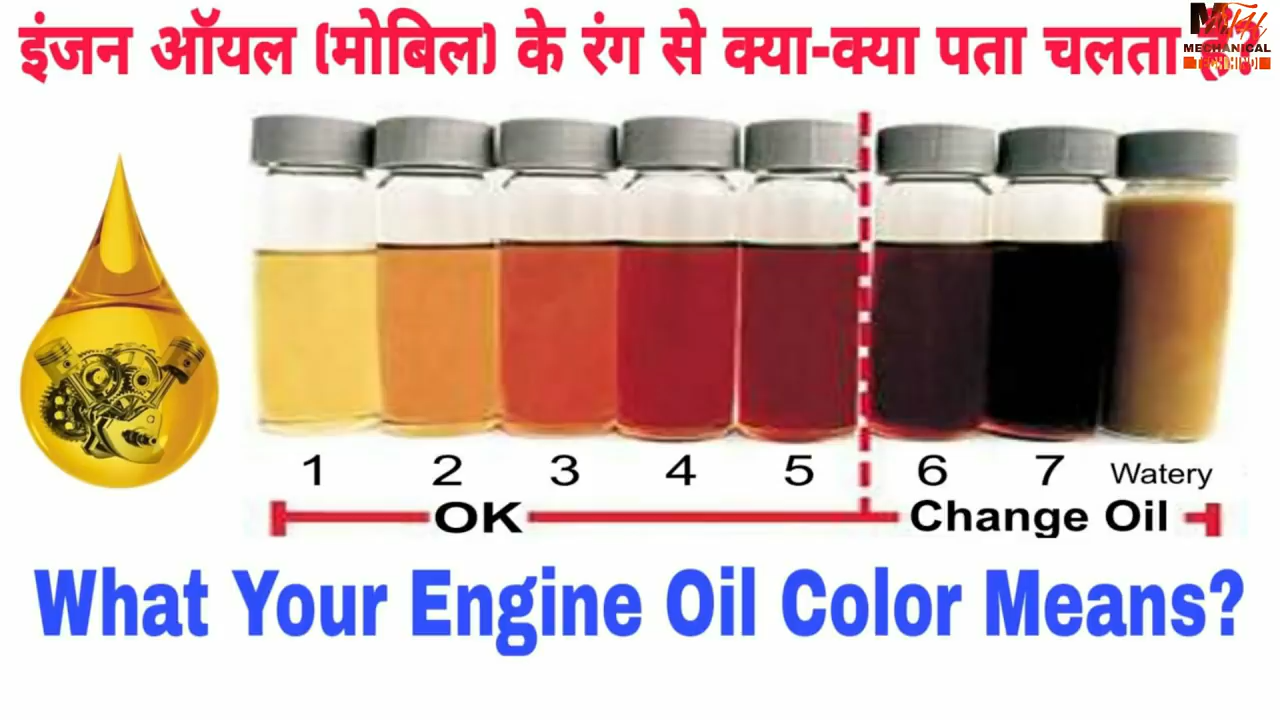 इंजन ऑयल (मोबिल) के रंग से क्या-क्या पता चलता
MECHANICAL
1 2 3 4 5 6 7 Watery
OK Change Oil
What Your Engine Oil Color Means?